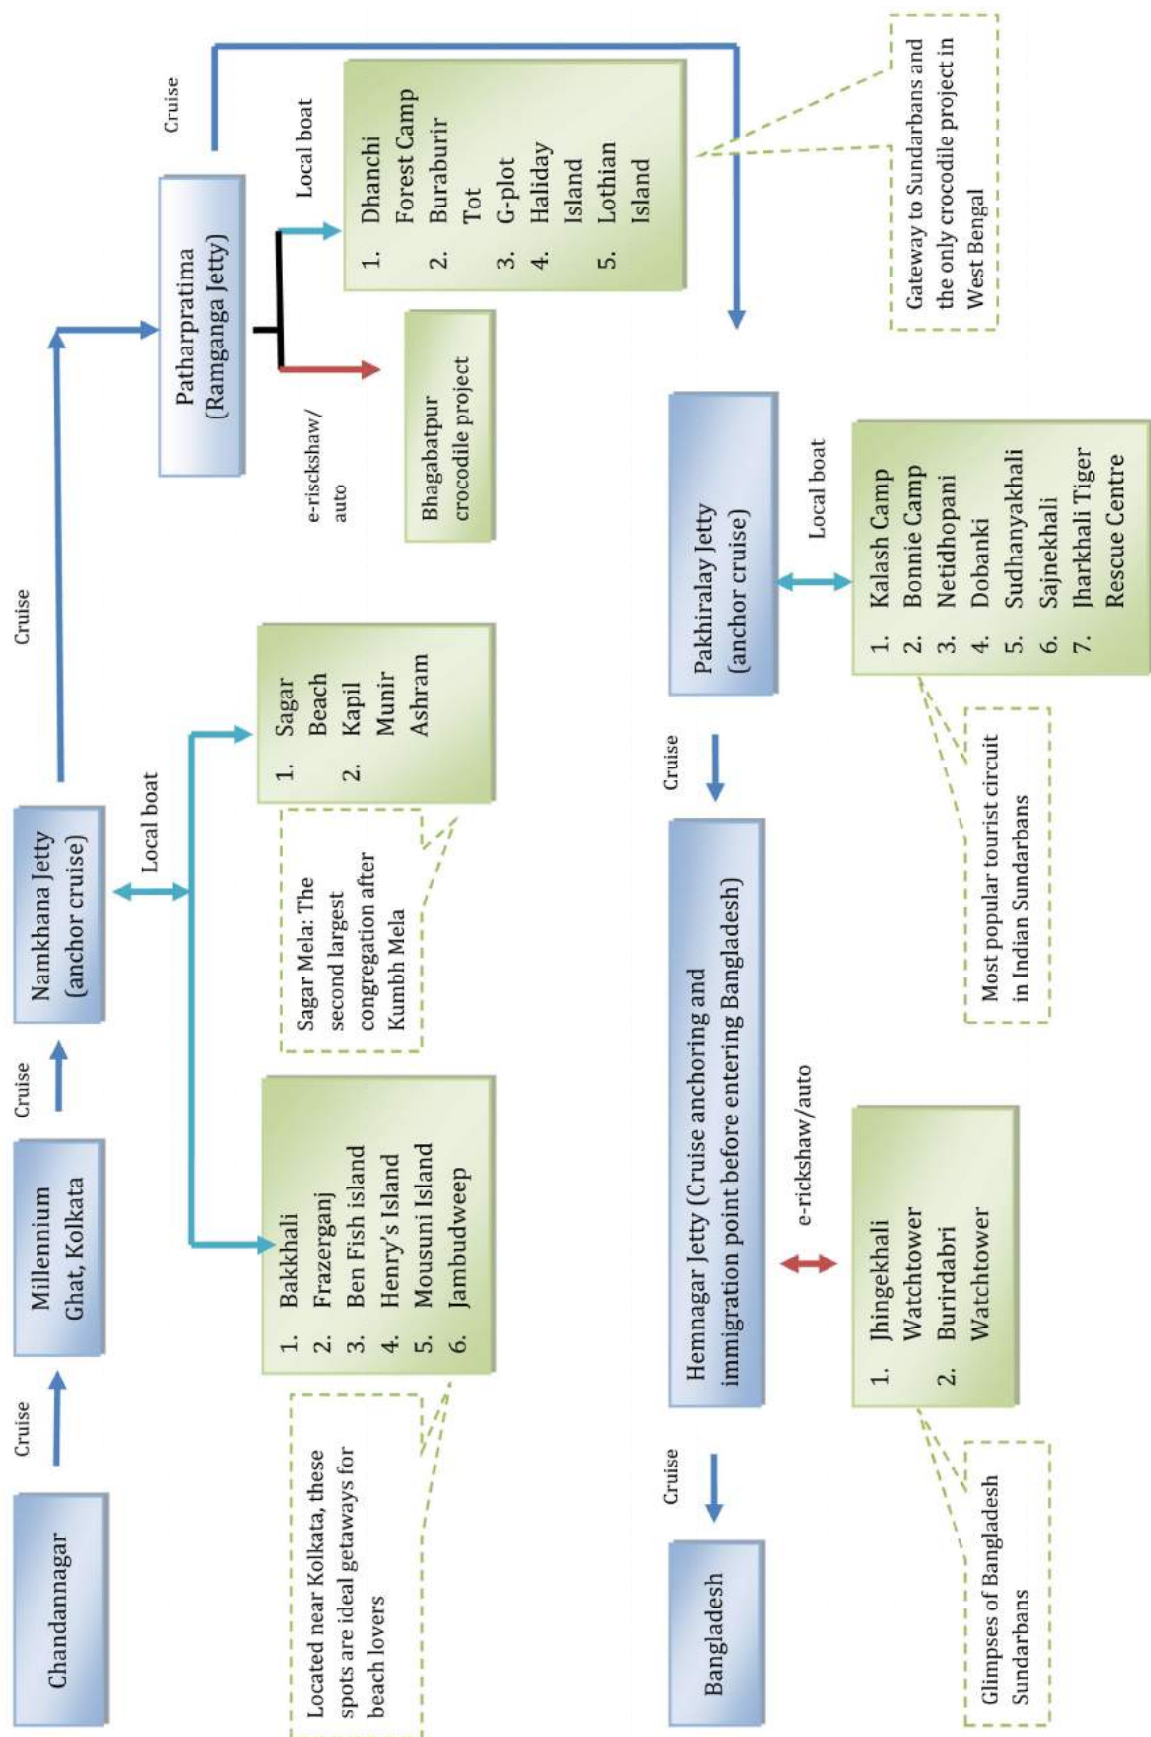 Chandannagar
Cruise
Millennium
Ghat, Kolkata
Cruise
Namkhana Jetty
(anchor cruise)
Cruise
Patharpratima
(Ramganga Jetty)
Cruise
Local boat
Located near Kolkata, these
spots are ideal getaways for
beach lovers
1. Bakkhali
2. Frazerganj
3. Ben Fish island
4. Henry's Island
5. Mousuni Island
6. Jambudweep
Sagar Mela: The
second largest
congregation after
Kumbh Mela
1. Sagar
Beach
2. Kapil
Munir
Ashram
e-risckshaw/
auto
Bhagabatpur
crocodile project
Local boat
1. Dhanchi
Forest Camp
2. Buraburir
Tot
3. G-plot
4. Haliday
Island
5. Lothian
Island
Bangladesh
Cruise
Hemnagar Jetty (Cruise anchoring and
immigration point before entering Bangladesh)
Cruise
Pakhiralay Jetty
(anchor cruise)
Gateway to Sundarbans and
the only crocodile project in
West Bengal
e-rickshaw/auto
Local boat
1. Jhingekhali
Watchtower
2. Burirdabri
Watchtower
1. Kalash Camp
2. Bonnie Camp
3. Netidhopani
4. Dobanki
5. Sudhanyakhali
6. Sajnekhali
7. Jharkhali Tiger
Rescue Centre
Glimpses of Bangladesh
Sundarbans
Most popular tourist circuit
in Indian Sundarbans